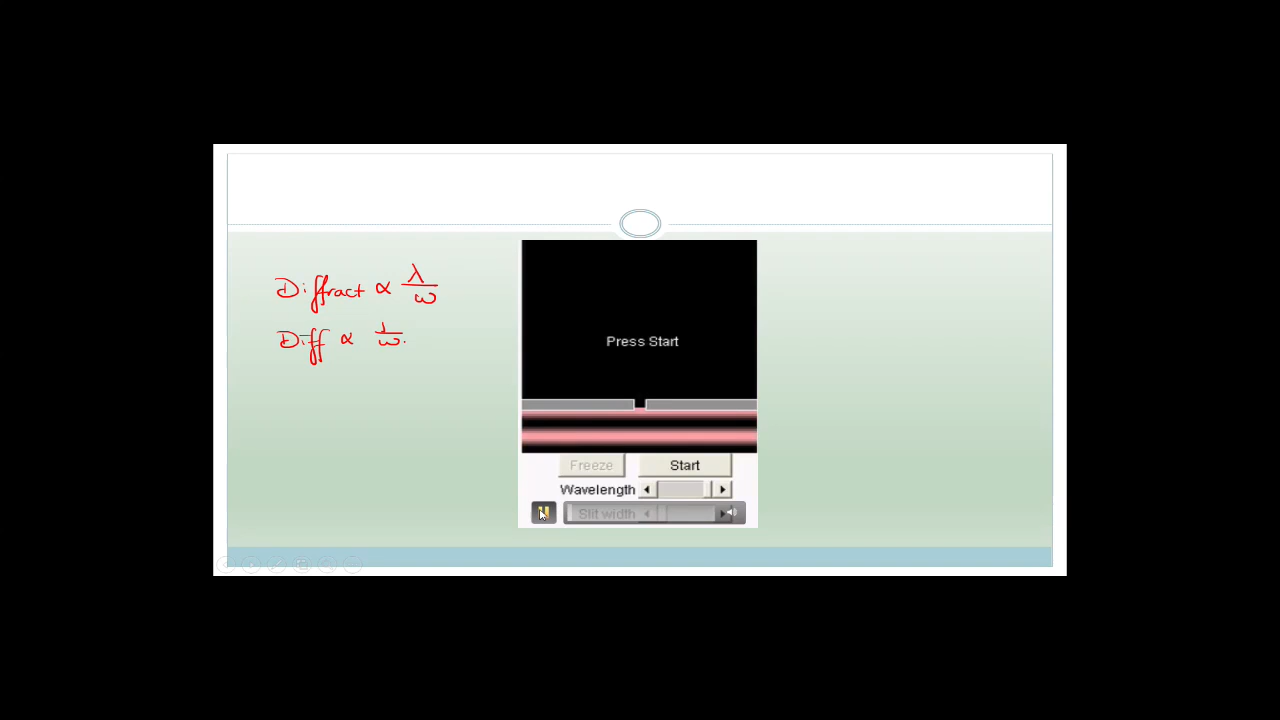 Diffract ∝ λ/ω
Diff ∝ 1/ω.
Press Start
Freeze
Start
Wavelength
Slit width